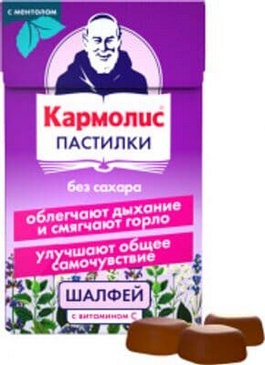 с ментолом
Кармолис®
ПАСТИЛКИ
без сахара
облегчают дыхание
и смягчают горло
улучшают общее
самочувствие
ШАЛФЕЙ
с витамином С